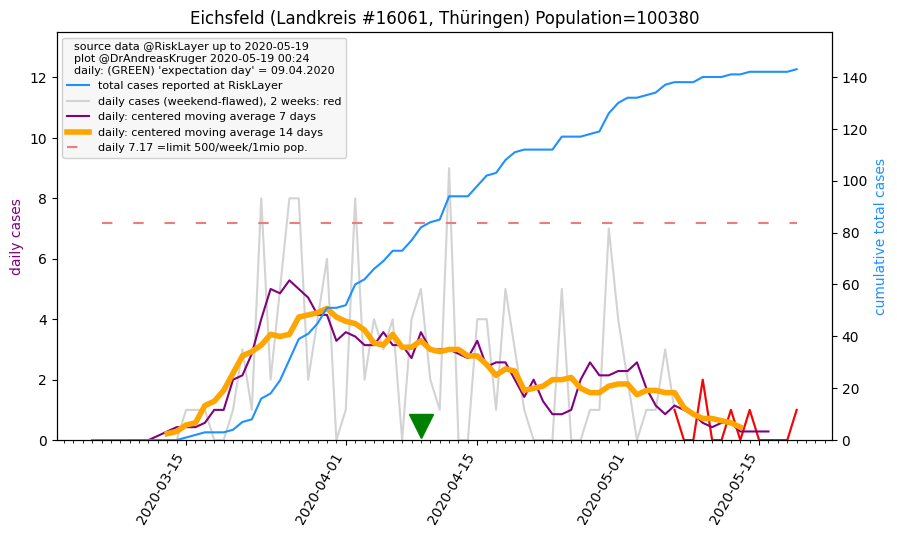 Eichsfeld (Landkreis #16061, Thüringen) Population=100380
source data @RiskLayer up to 2020-05-19
plot @DrAndreasKruger 2020-05-19 00:24
daily: (GREEN) 'expectation day' = 09.04.2020
total cases reported at RiskLayer
daily cases (weekend-flawed), 2 weeks: red
daily: centered moving average 7 days
daily: centered moving average 14 days
daily 7.17 =limit 500/week/1mio pop.
daily cases
12
10
8
6
4
2
0
140
120
100
80
60
40
20
0
cumulative total cases
2020-03-15
2020-04-01
2020-04-15
2020-05-01
2020-05-15